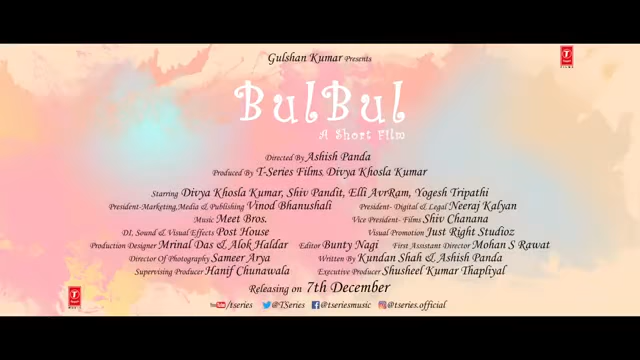 Gulshan Kumar Presents
T-SERIES
FILMS
BulBul
A Short Film
Directed By Ashish Panda
Produced By T-Series Films, Divya Khosla Kumar
Starring Divya Khosla Kumar, Shiv Pandit, Elli AvrRam, Yogesh Tripathi
President-Marketing,Media & Publishing Vinod Bhanushali President- Digital & Legal Neeraj Kalyan
Music Meet Bros. Vice President- Films Shiv Chanana
DI, Sound & Visual Effects Post House Visual Promotion Just Right Studioz
Production Designer Mrinal Das & Alok Haldar Editor Bunty Nagi First Assistant Director Mohan S Rawat
Director Of Photography Sameer Arya Written By Kundan Shah & Ashish Panda
Supervising Producer Hanif Chunawala Executive Producer Shusheel Kumar Thapliyal
Releasing on 7th December
T-SERIES
MUSIC
YouTube/tseries @TSeries @tseriesmusic @tseries.official